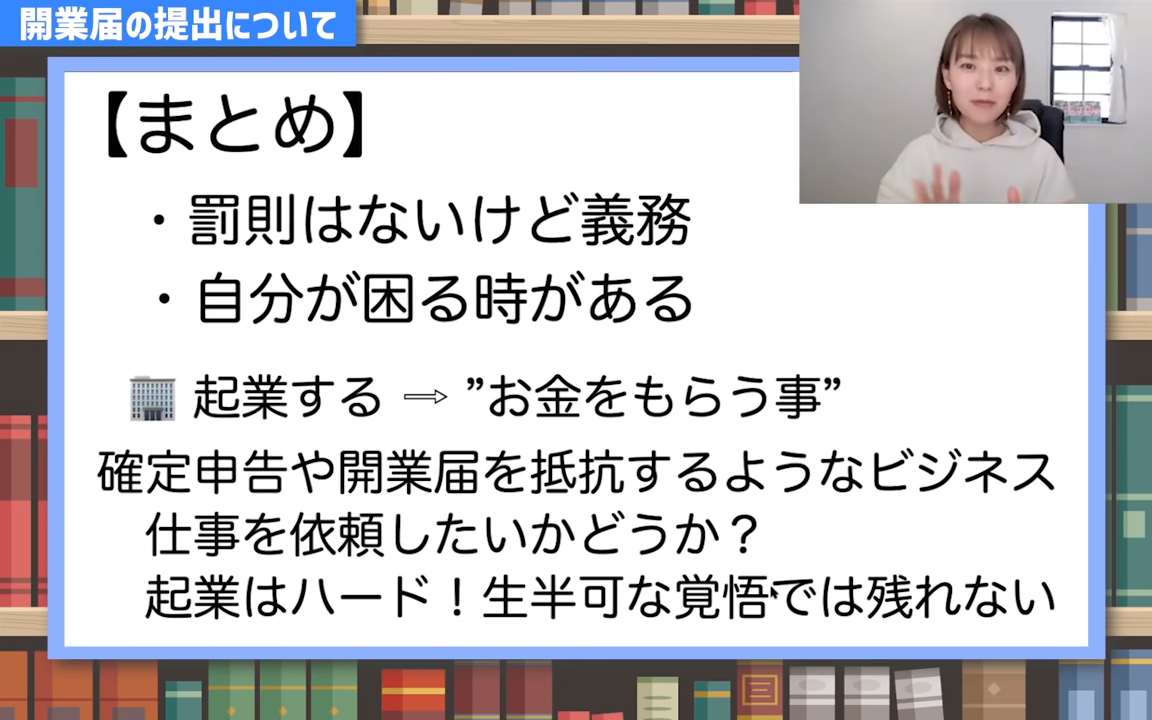 開業届の提出について
【まとめ】
・罰則はないけど義務
・自分が困る時がある
🏢 起業する ⇒ ”お金をもらう事”
確定申告や開業届を抵抗するようなビジネス
仕事を依頼したいかどうか？
起業はハード！生半可な覚悟では残れない